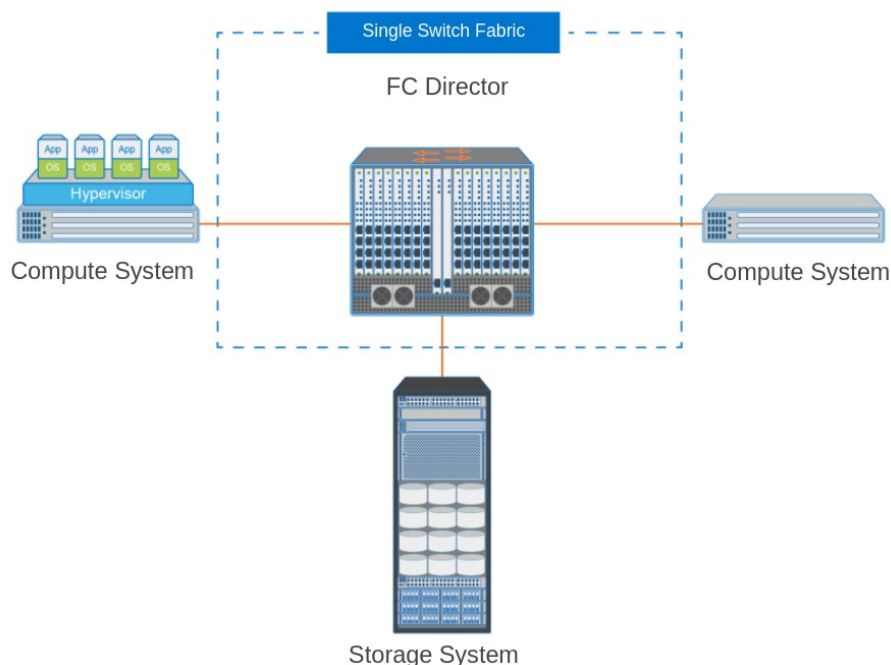 Single Switch Fabric
FC Director
App App App App
OS OS OS OS
Hypervisor
Compute System
Compute System
Storage System